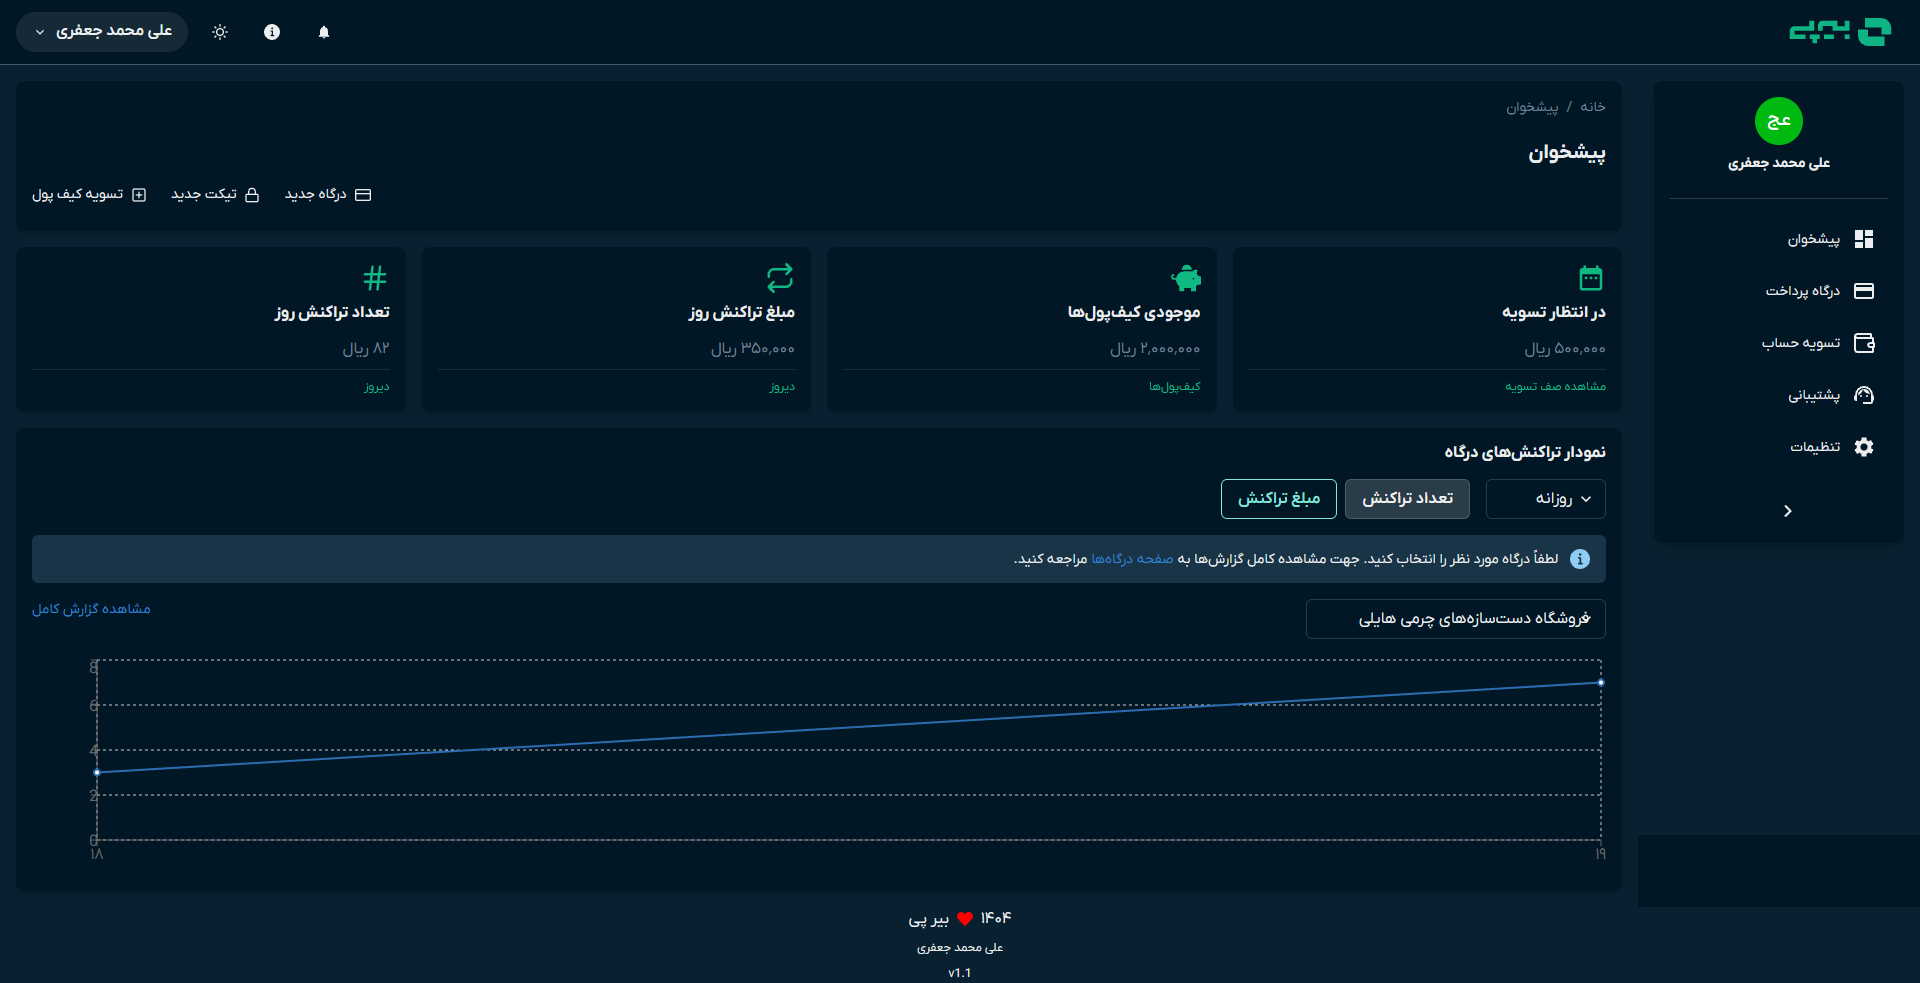 بیپی
علی محمد جعفری
عج
علی محمد جعفری
پیشخوان
درگاه پرداخت
تسویه حساب
پشتیبانی
تنظیمات
خانه / پیشخوان
پیشخوان
درگاه جدید
تیکت جدید
تسویه کیف پول
در انتظار تسویه
۵۰۰,۰۰۰ ریال
مشاهده صف تسویه
موجودی کیف‌پول‌ها
۲,۰۰۰,۰۰۰ ریال
کیف‌پول‌ها
مبلغ تراکنش روز
۳۵۰,۰۰۰ ریال
دیروز
تعداد تراکنش روز
۸۲ ریال
دیروز
نمودار تراکنش‌های درگاه
روزانه
تعداد تراکنش
مبلغ تراکنش
لطفاً درگاه مورد نظر را انتخاب کنید. جهت مشاهده کامل گزارش‌ها به صفحه درگاه‌ها مراجعه کنید.
فروشگاه دست‌سازه‌های چرمی هایلی
مشاهده گزارش کامل
8
6
4
2
0
۱۸
۱۹
۱۴۰۴ بیر پی
علی محمد جعفری
v1.1